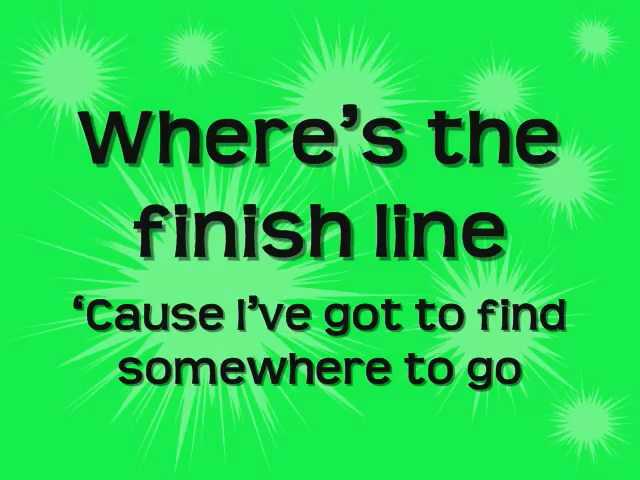 Where’s the
finish line
‘Cause I’ve got to find
somewhere to go